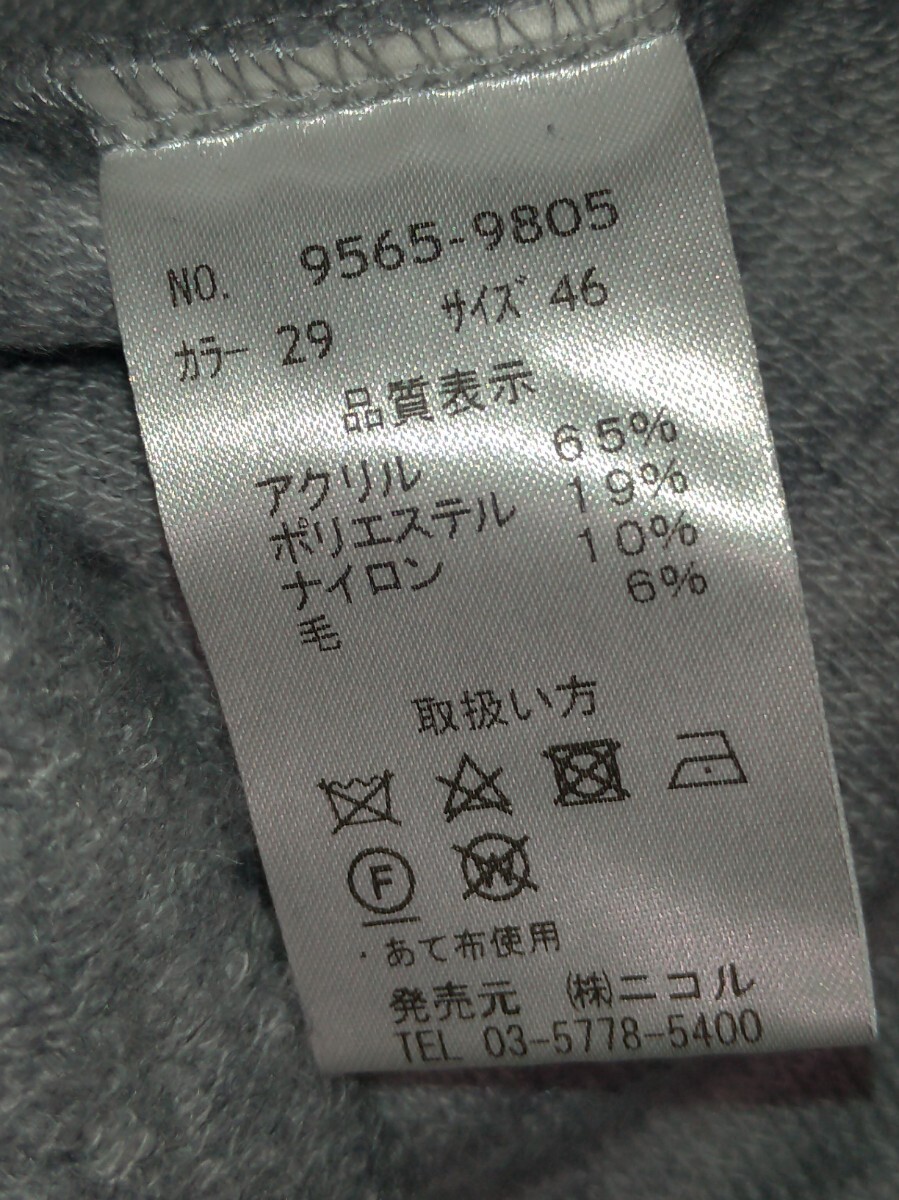 NO. 9565-9805
カラー 29 サイズ 46
品質表示
アクリル 65%
ポリエステル 19%
ナイロン 10%
毛 6%
取扱い方
F W
・あて布使用
発売元 (株)ニコル
TEL 03-5778-5400